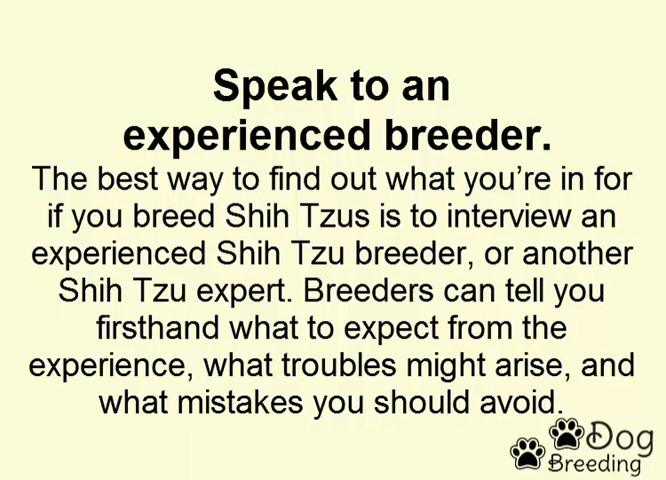 Speak to an
experienced breeder.
The best way to find out what you're in for
if you breed Shih Tzus is to interview an
experienced Shih Tzu breeder, or another
Shih Tzu expert. Breeders can tell you
firsthand what to expect from the
experience, what troubles might arise, and
what mistakes you should avoid.
Dog
Breeding